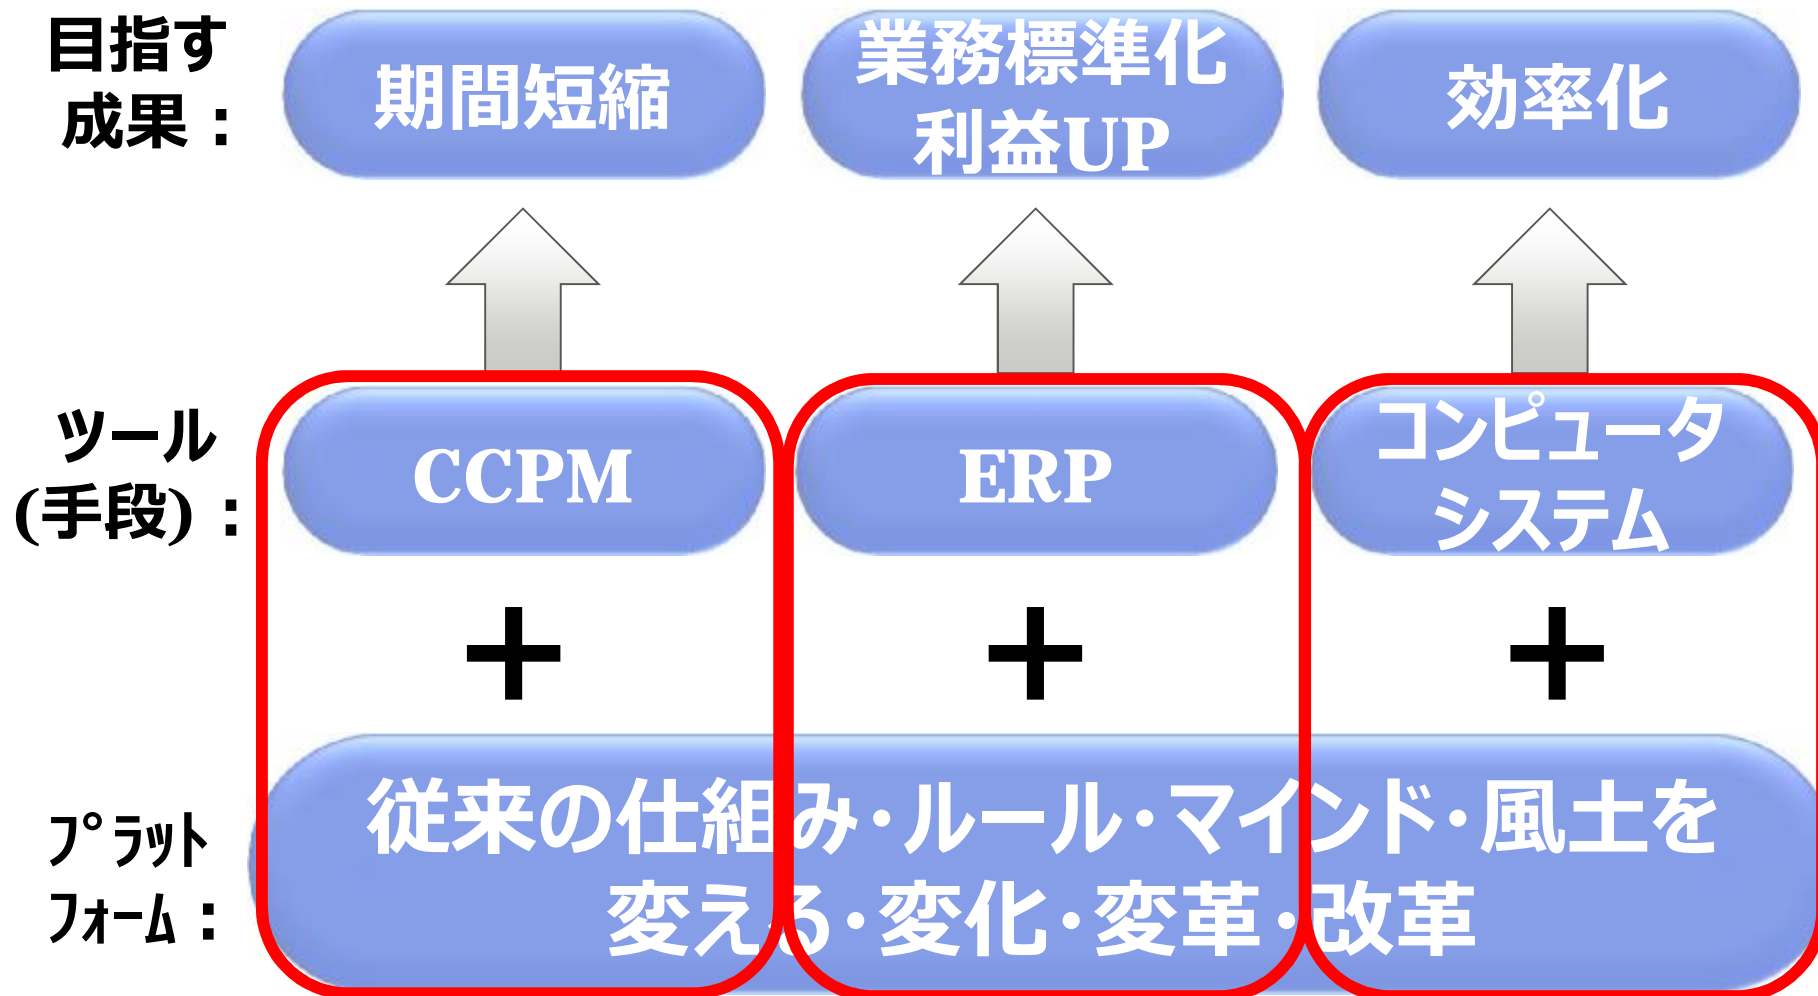 目指す
成果：
期間短縮
業務標準化
利益UP
効率化
ツール
(手段)：
CCPM
ERP
コンピュータ
システム
＋
＋
＋
ﾌﾟﾗｯﾄ
ﾌｫｰﾑ：
従来の仕組み・ルール・マインド・風土を
変える・変化・変革・改革